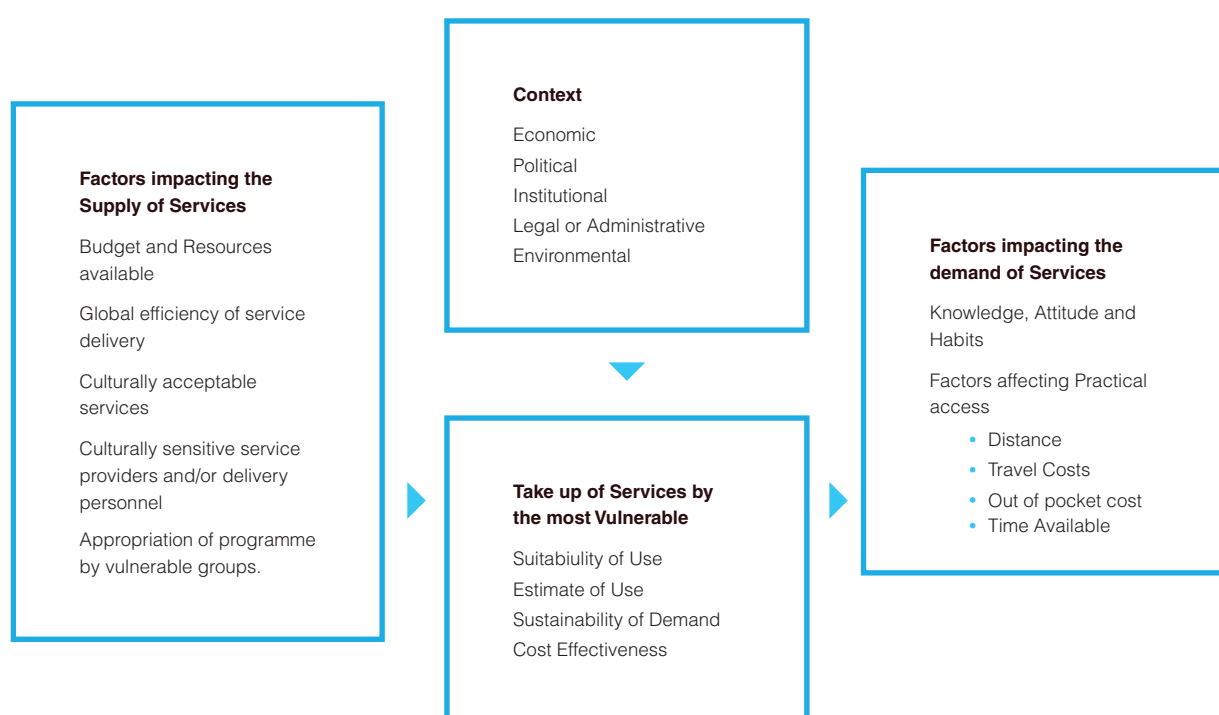 Context
Economic
Political
Institutional
Legal or Administrative
Environmental
Factors impacting the
Supply of Services
Budget and Resources
available
Global efficiency of service
delivery
Culturally acceptable
services
Culturally sensitive service
providers and/or delivery
personnel
Appropriation of programme
by vulnerable groups.
Take up of Services by
the most Vulnerable
Suitabiulity of Use
Estimate of Use
Sustainability of Demand
Cost Effectiveness
Factors impacting the
demand of Services
Knowledge, Attitude and
Habits
Factors affecting Practical
access
• Distance
• Travel Costs
• Out of pocket cost
• Time Available